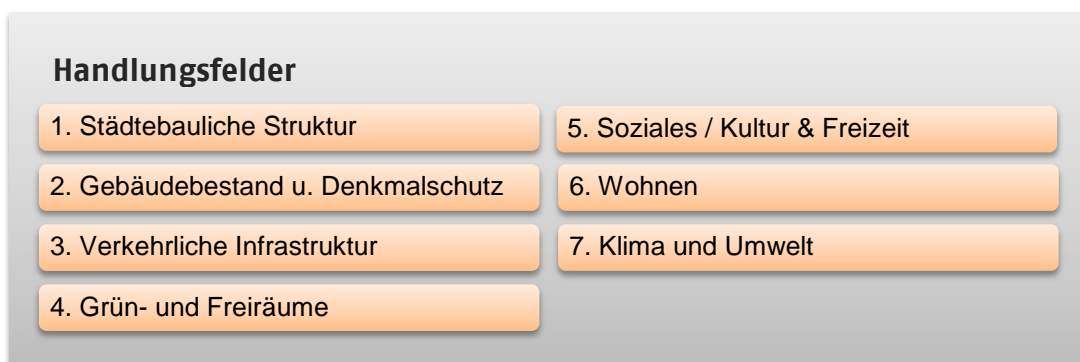 Handlungsfelder
1. Städtebauliche Struktur
2. Gebäudebestand u. Denkmalschutz
3. Verkehrliche Infrastruktur
4. Grün- und Freiräume
5. Soziales / Kultur & Freizeit
6. Wohnen
7. Klima und Umwelt